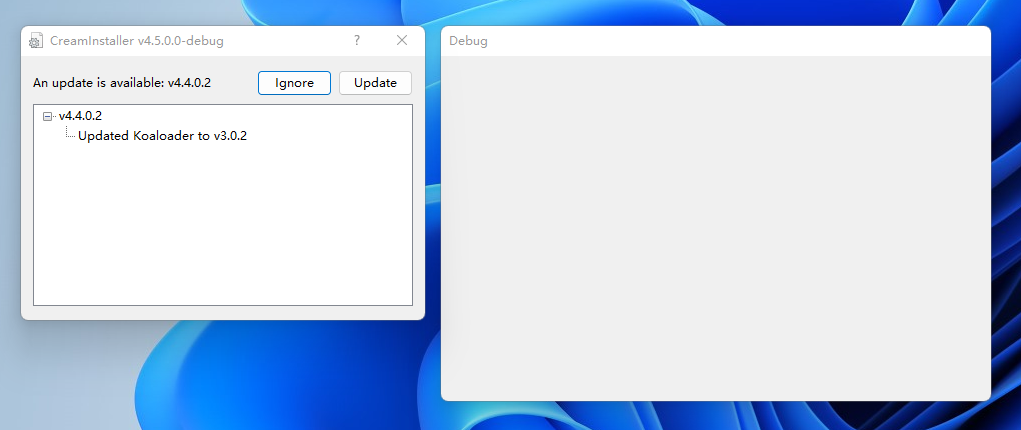 CreamInstaller v4.5.0.0-debug
?
An update is available: v4.4.0.2
Ignore
Update
v4.4.0.2
Updated Koaloader to v3.0.2
Debug